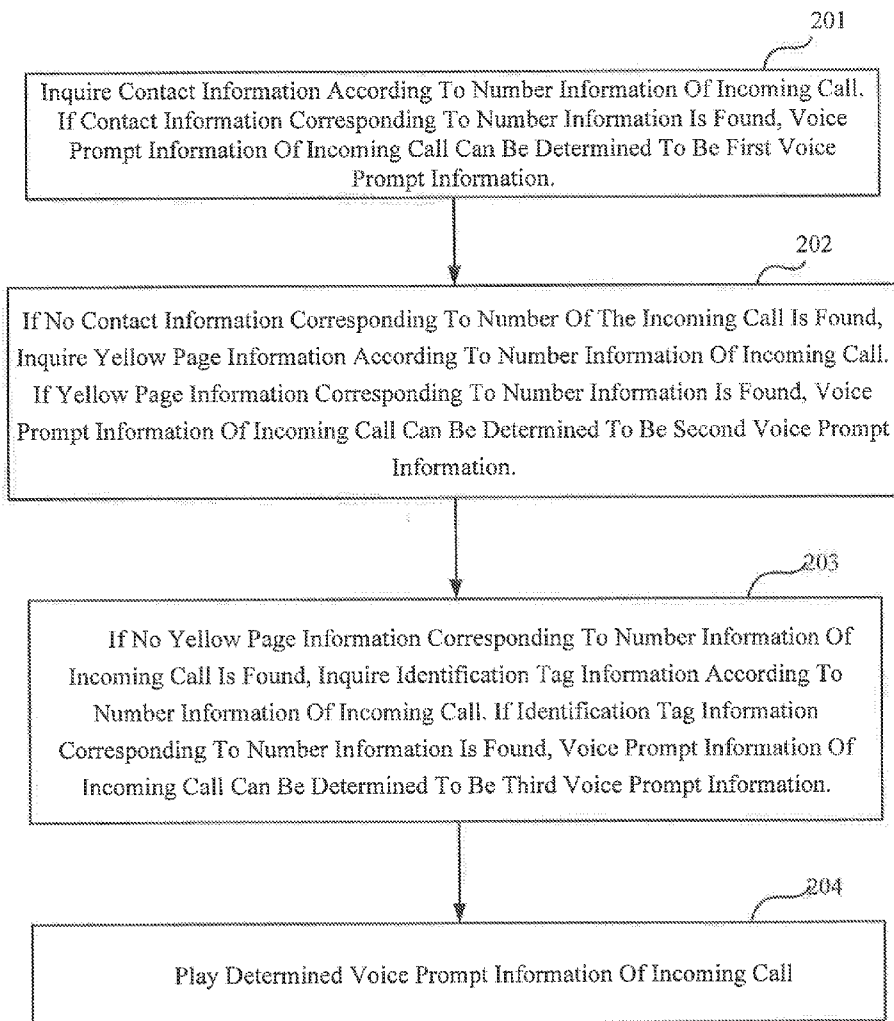 201
Inquire Contact Information According To Number Information Of Incoming Call.
If Contact Information Corresponding To Number Information Is Found, Voice
Prompt Information Of Incoming Call Can Be Determined To Be First Voice
Prompt Information.
202
If No Contact Information Corresponding To Number Of The Incoming Call Is Found,
Inquire Yellow Page Information According To Number Information Of Incoming Call.
If Yellow Page Information Corresponding To Number Information Is Found, Voice
Prompt Information Of Incoming Call Can Be Determined To Be Second Voice Prompt
Information.
203
If No Yellow Page Information Corresponding To Number Information Of
Incoming Call Is Found, Inquire Identification Tag Information According To
Number Information Of Incoming Call. If Identification Tag Information
Corresponding To Number Information Is Found, Voice Prompt Information Of
Incoming Call Can Be Determined To Be Third Voice Prompt Information.
204
Play Determined Voice Prompt Information Of Incoming Call